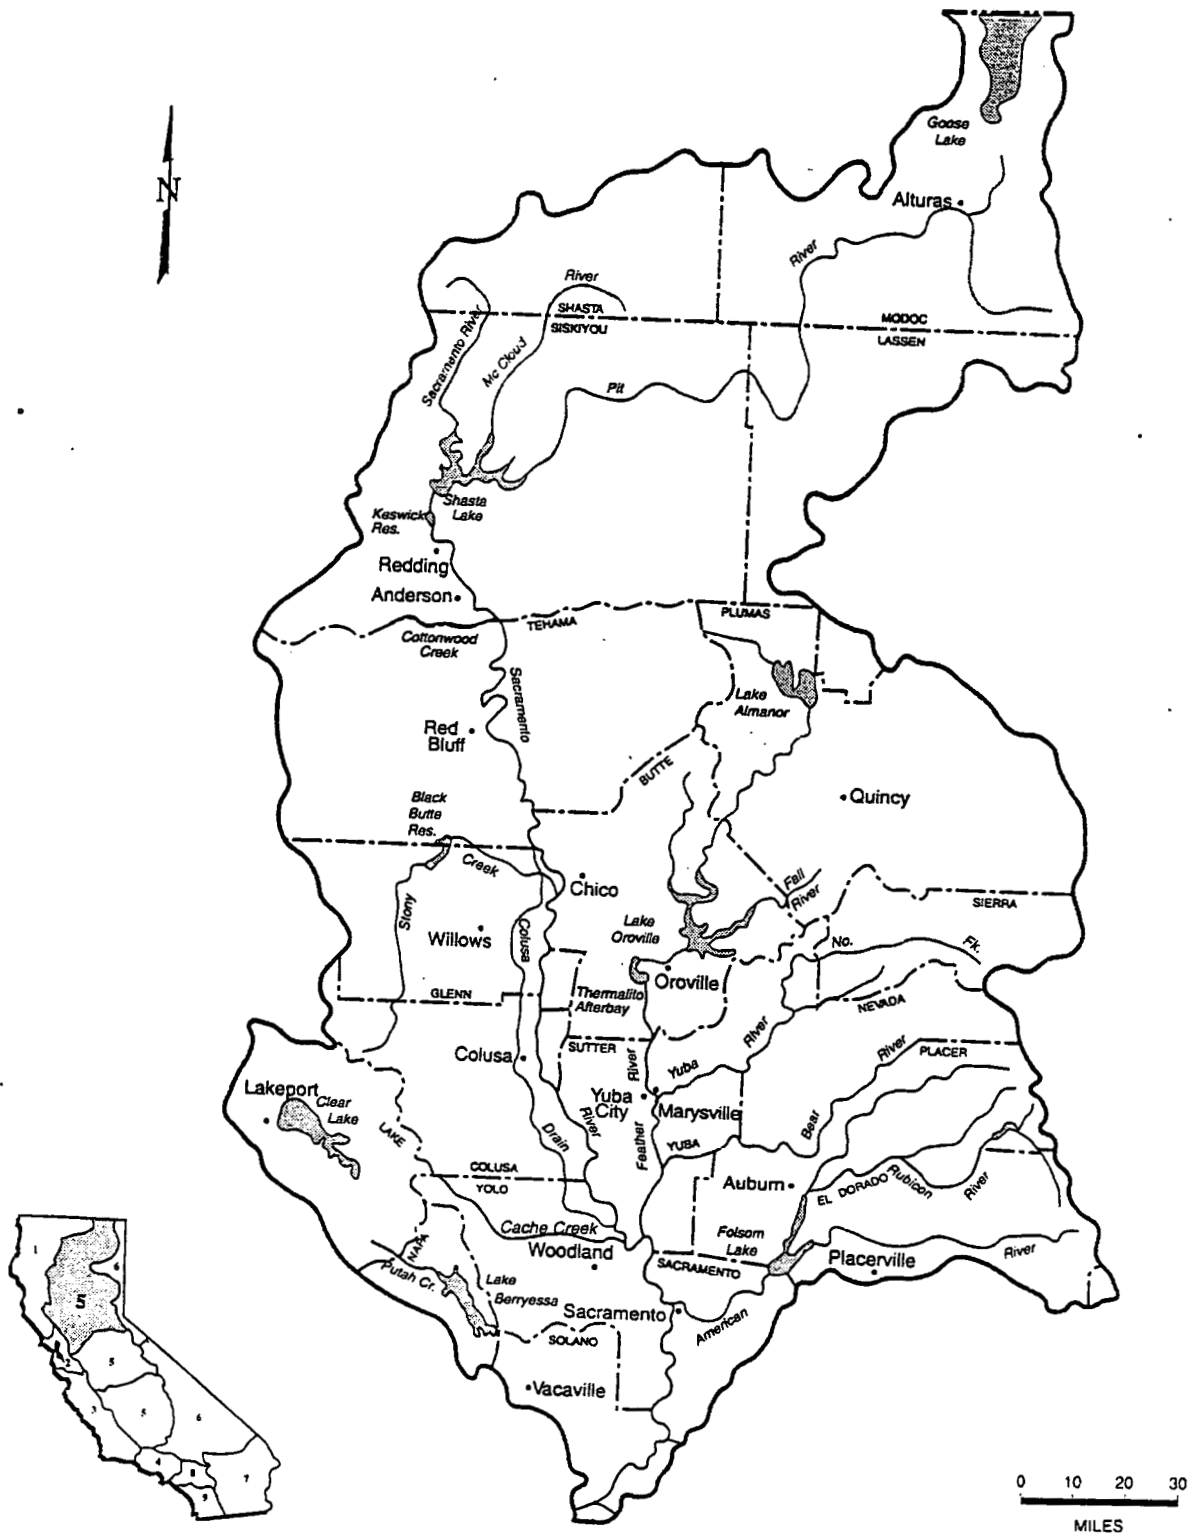 Goose
Lake
N
Alturas
River
River
SHASTA
SISKIYOU
MODOC
LASSEN
Sacramento River
Mc Cloud
Pit
Shasta
Lake
Keswick
Res.
Redding
Anderson
PLUMAS
TEHAMA
Cottonwood
Creek
Sacramento
Lake
Almanor
Red
Bluff
BUTTE
Quincy
Black
Butte
Res.
Creek
Chico
Fall
River
SIERRA
Stony
Lake
Oroville
Willows
Colusa
No.
Fk.
Oroville
GLENN
Thermalito
Afterbay
NEVADA
River
SUTTER
River
River
PLACER
Colusa
Yuba
Lakeport
Clear
Lake
Yuba
City
Marysville
LAKE
Drain
River
Feather
YUBA
Bear
COLUSA
YOLO
Auburn
EL DORADO
Rubicon
River
Cache Creek
Folsom
Lake
NAPA
Woodland
SACRAMENTO
Placerville
River
Putah Cr.
Lake
Berryessa
Sacramento
American
SOLANO
Vacaville
1
6
5
2
5
3
5
6
4
8
7
9
0 10 20 30
MILES